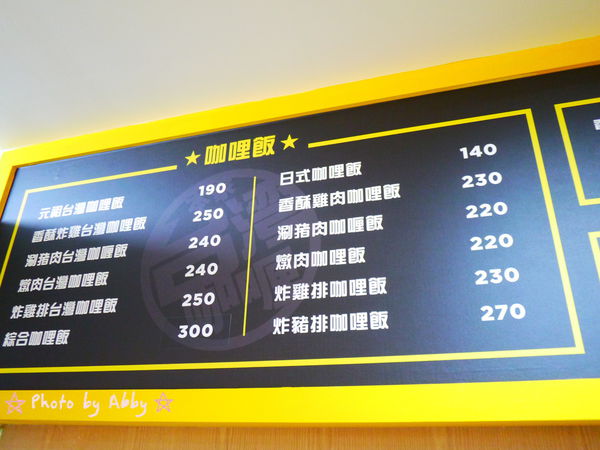 ★咖哩飯★
元祖台灣咖哩飯 190
香酥炸雞台灣咖哩飯 250
涮豬肉台灣咖喱飯 240
燉肉台灣咖哩飯 240
炸雞排台灣咖哩飯 250
綜合咖哩飯 300
日式咖哩飯 140
香酥雞肉咖哩飯 230
涮豬肉咖喱飯 220
燉肉咖哩飯 220
炸雞排咖哩飯 230
炸豬排咖哩飯 270
☆ Photo by Abby ☆